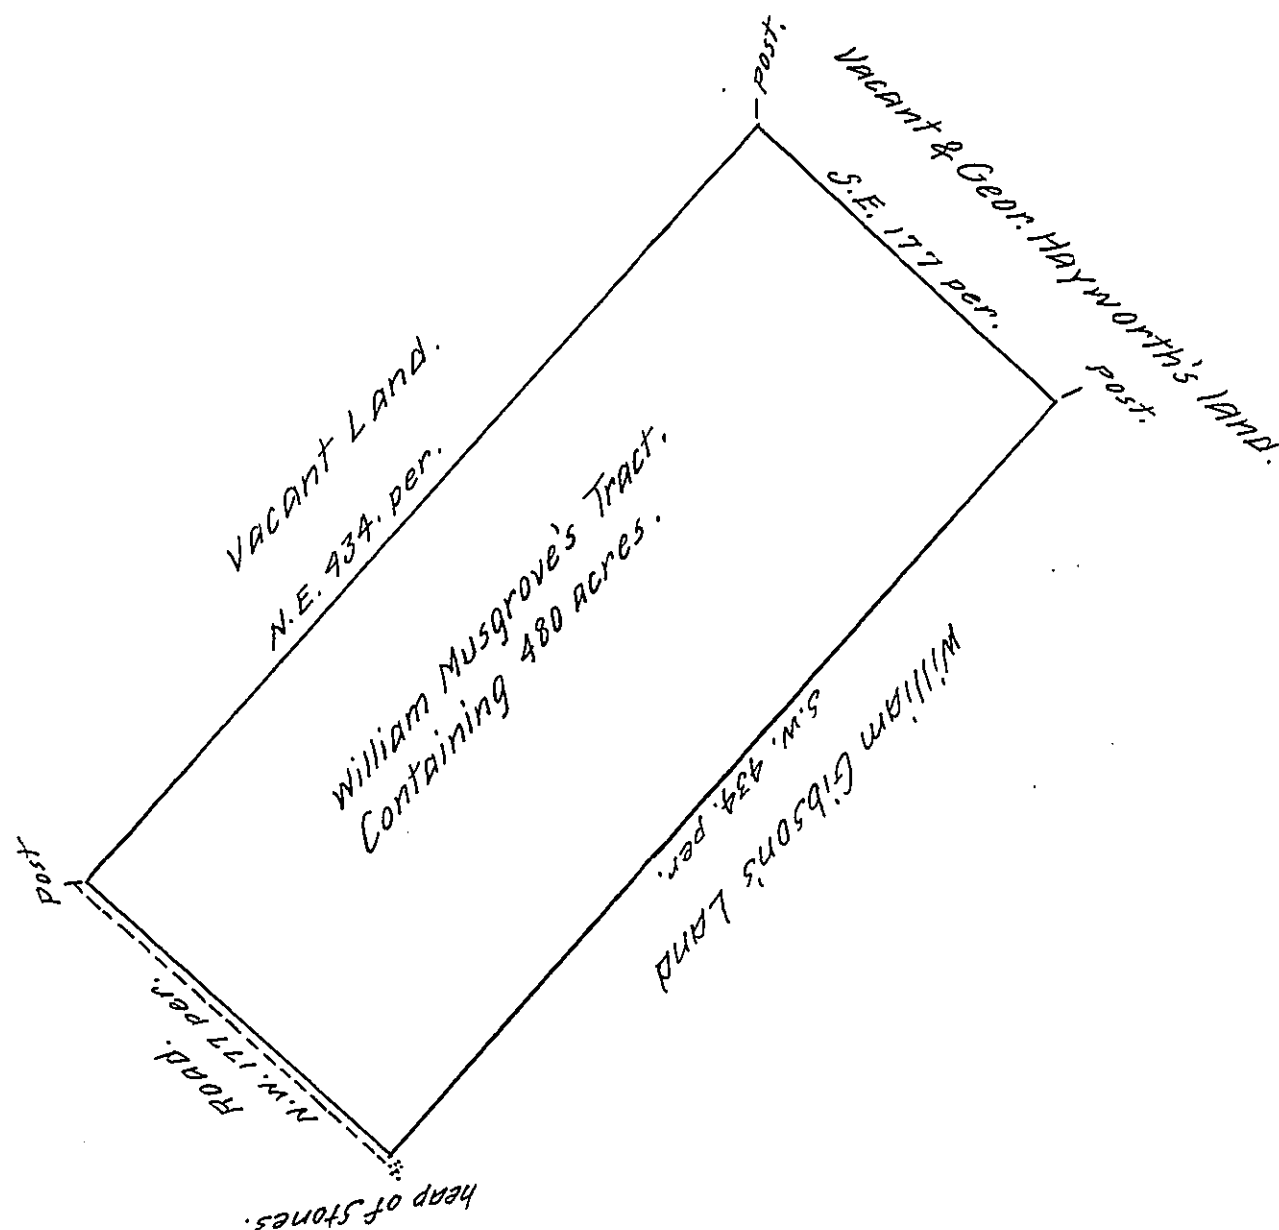 post.
Vacant & Geor. Hayworth's land.
S.E. 177 per.
post.
Vacant Land.
N.E. 434. per.
William Musgrove's Tract.
Containing 480 acres.
S.W. 434. per.
William Gibson's Land
post
N.W. 177 per.
Road.
heap of Stones.